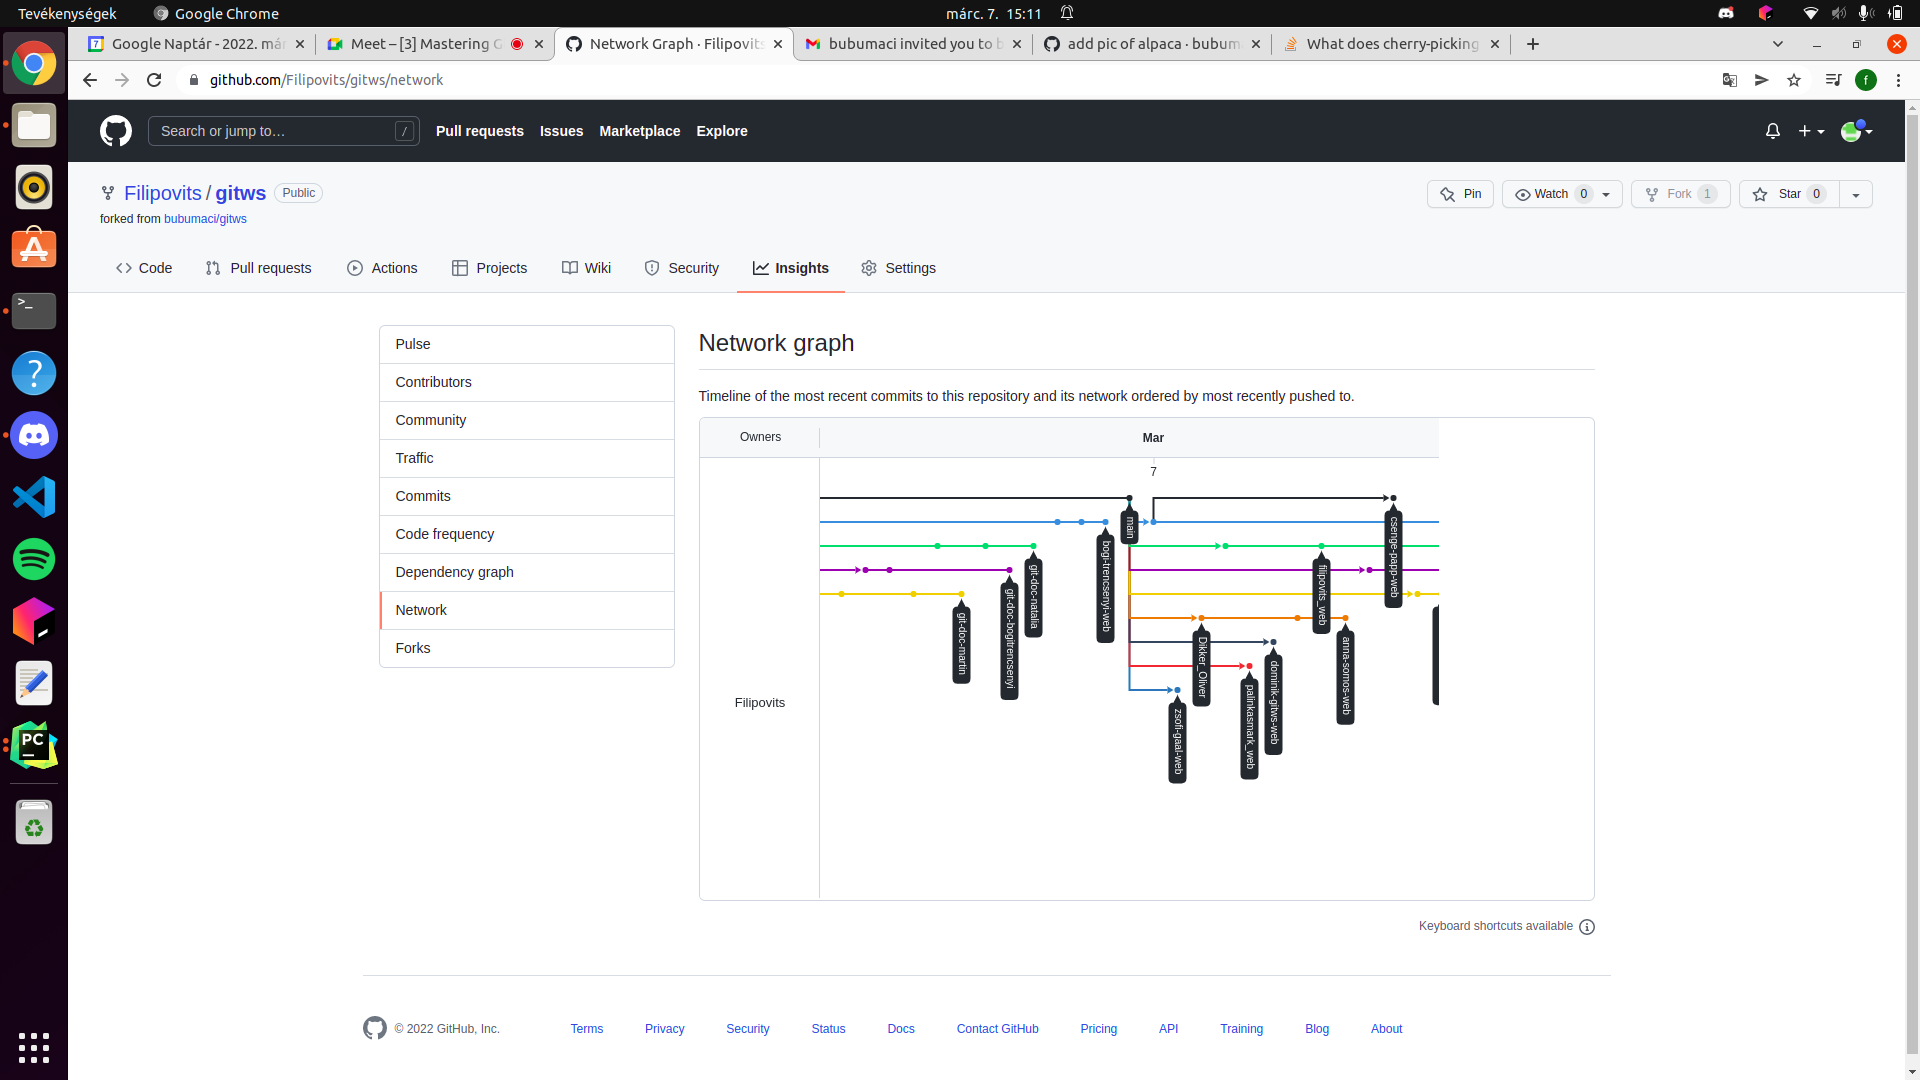 Tevékenységek
Google Chrome
márc. 7. 15:11
Google Naptár - 2022. már
Meet – [3] Mastering G
Network Graph · Filipovits
bubumaci invited you to b
add pic of alpaca · bubum
What does cherry-picking
github.com/Filipovits/gitws/network
f
Search or jump to…
/
Pull requests
Issues
Marketplace
Explore
Filipovits / gitws
Public
forked from bubumaci/gitws
Pin
Watch 0
Fork 1
Star 0
Code
Pull requests
Actions
Projects
Wiki
Security
Insights
Settings
Pulse
Contributors
Community
Traffic
Commits
Code frequency
Dependency graph
Network
Forks
Network graph
Timeline of the most recent commits to this repository and its network ordered by most recently pushed to.
Owners
Mar
7
Filipovits
git-doc-martin
git-doc-bogitrencsenyi
git-doc-natalia
bogi-trencsenyi-web
main
zsofi-gaal-web
Dikker_Oliver
palinkasmark_web
dominik-gitws-web
filipovits_web
anna-somos-web
csenge-papp-web
Keyboard shortcuts available
© 2022 GitHub, Inc.
Terms
Privacy
Security
Status
Docs
Contact GitHub
Pricing
API
Training
Blog
About